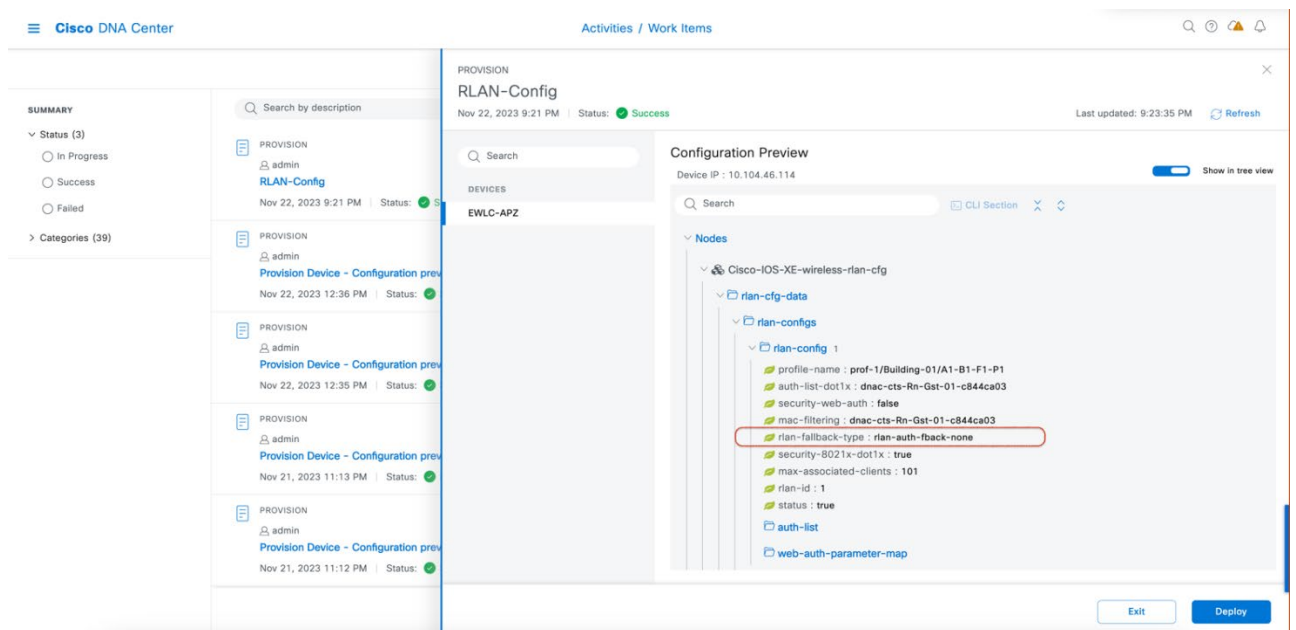 Cisco DNA Center
Activities / Work Items
SUMMARY
Status (3)
In Progress
Success
Failed
Categories (39)
Search by description
PROVISION
admin
RLAN-Config
Nov 22, 2023 9:21 PM | Status: S
PROVISION
admin
Provision Device - Configuration prev
Nov 22, 2023 12:36 PM | Status:
PROVISION
admin
Provision Device - Configuration prev
Nov 22, 2023 12:35 PM | Status:
PROVISION
admin
Provision Device - Configuration prev
Nov 21, 2023 11:13 PM | Status:
PROVISION
admin
Provision Device - Configuration prev
Nov 21, 2023 11:12 PM | Status:
PROVISION
RLAN-Config
Nov 22, 2023 9:21 PM | Status: Success
Last updated: 9:23:35 PM Refresh
Search
DEVICES
EWLC-APZ
Configuration Preview
Device IP : 10.104.46.114
Show in tree view
Search
CLI Section
Nodes
Cisco-IOS-XE-wireless-rlan-cfg
rlan-cfg-data
rlan-configs
rlan-config 1
profile-name : prof-1/Building-01/A1-B1-F1-P1
auth-list-dot1x : dnac-cts-Rn-Gst-01-c844ca03
security-web-auth : false
mac-filtering : dnac-cts-Rn-Gst-01-c844ca03
rlan-fallback-type : rlan-auth-fback-none
security-8021x-dot1x : true
max-associated-clients : 101
rlan-id : 1
status : true
auth-list
web-auth-parameter-map
Exit
Deploy